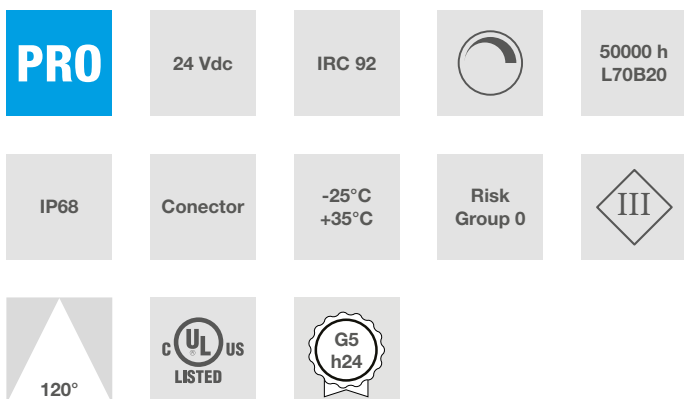 PRO
24 Vdc
IRC 92
50000 h
L70B20
IP68
Conector
-25°C
+35°C
Risk
Group 0
III
120°
C UL US
®
LISTED
G5
h24